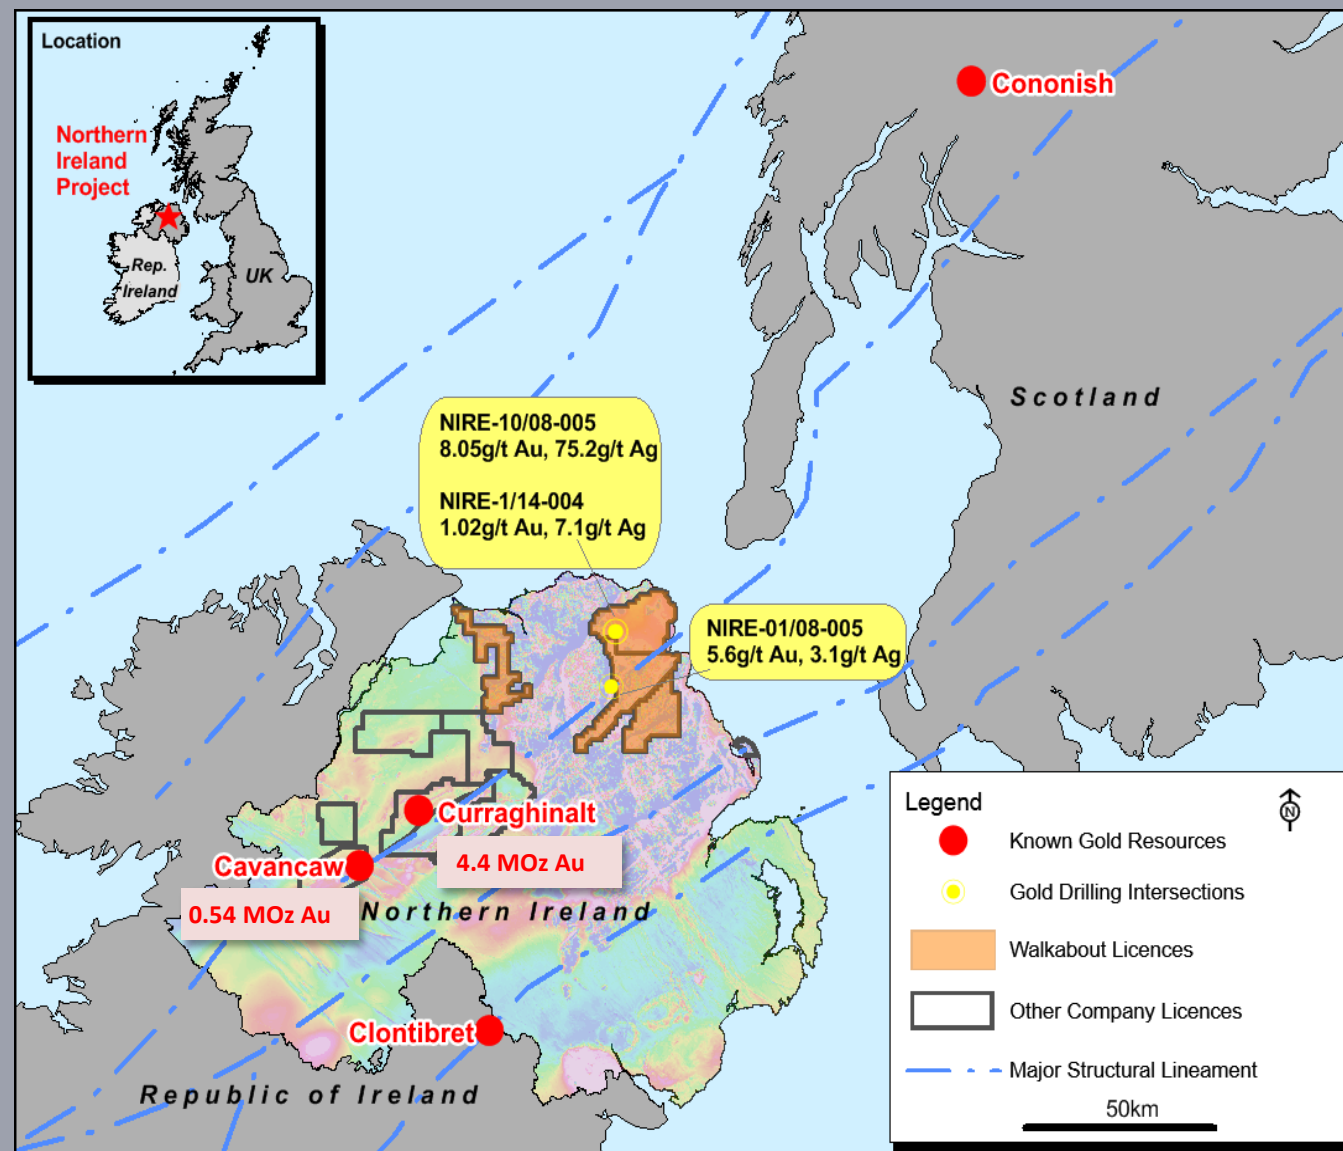 Location
Northern
Ireland
Project
Rep.
Ireland
UK
Cononish
Scotland
NIRE-10/08-005
8.05g/t Au, 75.2g/t Ag
NIRE-1/14-004
1.02g/t Au, 7.1g/t Ag
NIRE-01/08-005
5.6g/t Au, 3.1g/t Ag
Curraghinalt
4.4 MOz Au
Cavancaw
0.54 MOz Au
Northern Ireland
Clontibret
Republic of Ireland
Legend
N
Known Gold Resources
Gold Drilling Intersections
Walkabout Licences
Other Company Licences
Major Structural Lineament
50km